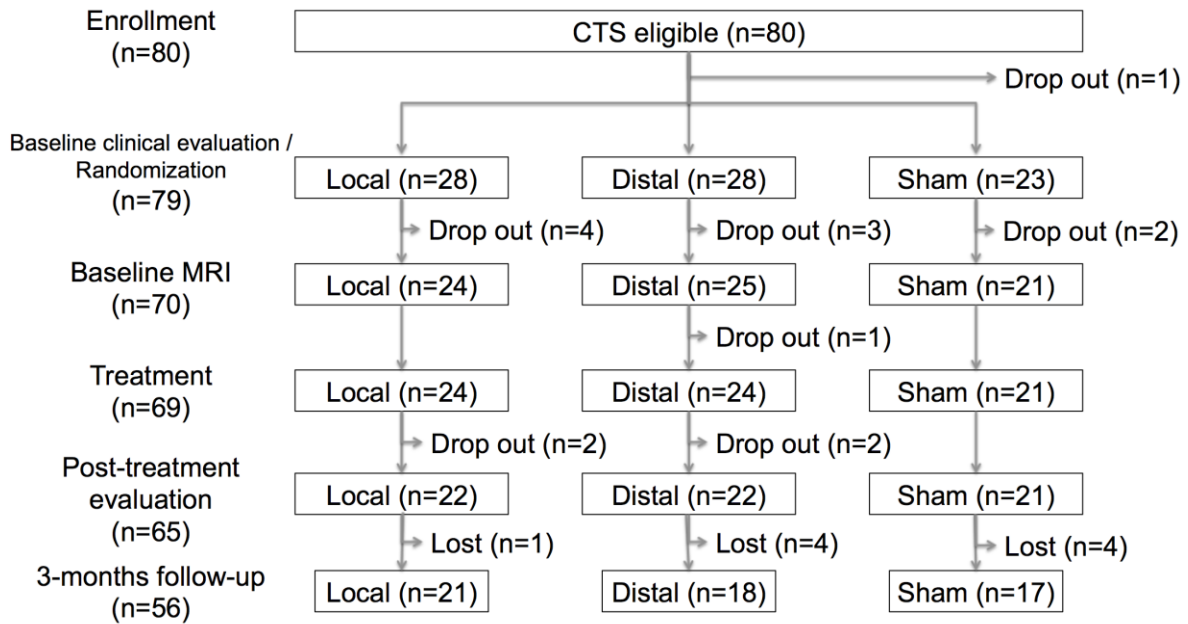 Enrollment
(n=80)
CTS eligible (n=80)
Drop out (n=1)
Baseline clinical evaluation /
Randomization
(n=79)
Local (n=28)
Distal (n=28)
Sham (n=23)
Drop out (n=4)
Drop out (n=3)
Drop out (n=2)
Baseline MRI
(n=70)
Local (n=24)
Distal (n=25)
Sham (n=21)
Drop out (n=1)
Treatment
(n=69)
Local (n=24)
Distal (n=24)
Sham (n=21)
Drop out (n=2)
Drop out (n=2)
Post-treatment
evaluation
(n=65)
Local (n=22)
Distal (n=22)
Sham (n=21)
Lost (n=1)
Lost (n=4)
Lost (n=4)
3-months follow-up
(n=56)
Local (n=21)
Distal (n=18)
Sham (n=17)